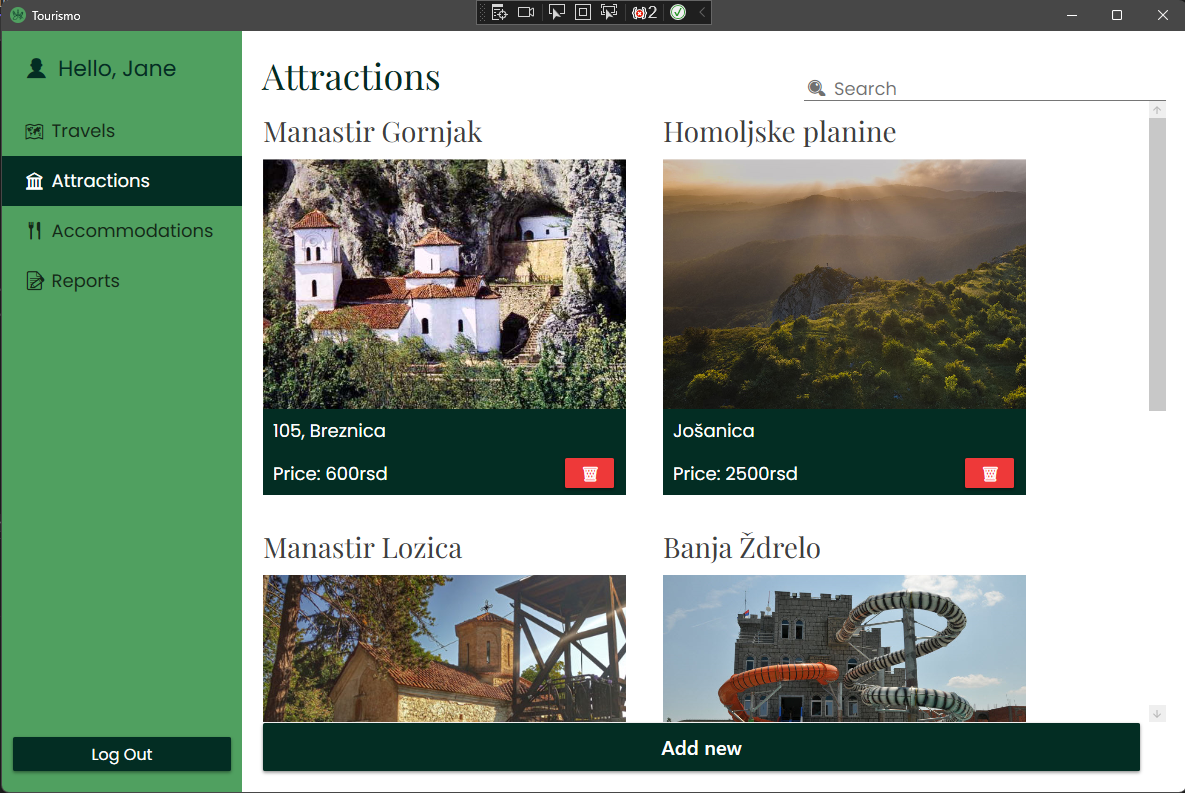 Tourismo
2
Hello, Jane
Travels
Attractions
Accommodations
Reports
Log Out
Attractions
Search
Manastir Gornjak
Homoljske planine
105, Breznica
Jošanica
Price: 600rsd
Price: 2500rsd
Manastir Lozica
Banja Ždrelo
Add new